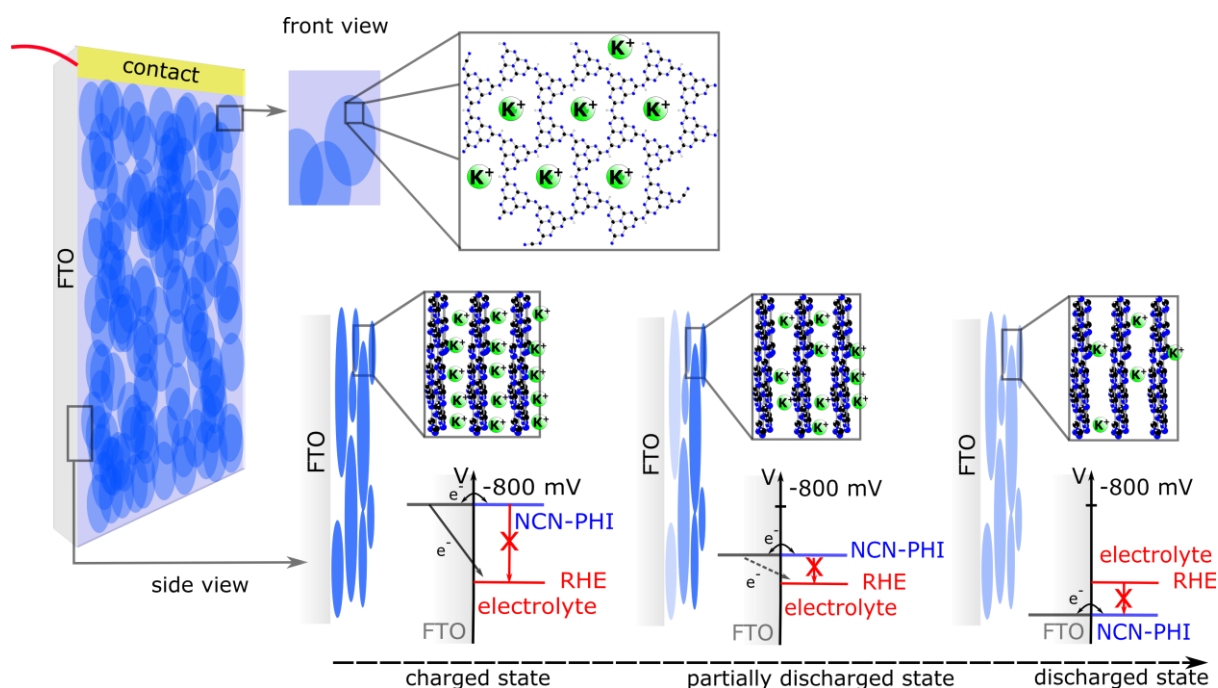 front view
contact
K+
K+ K+ K+
K+ K+ K+
FTO
side view
FTO
K+ K+ K+
K+ K+ K+
K+ K+ K+
K+ K+ K+
K+ K+ K+
V
-800 mV
e-
NCN-PHI
e-
RHE
electrolyte
FTO
FTO
K+ K+
K+ K+ K+
K+ K+
K+ K+ K+
K+
V
-800 mV
e-
NCN-PHI
e-
RHE
electrolyte
FTO
FTO
K+
K+ K+
K+
K+
V
-800 mV
electrolyte
RHE
e-
FTO
NCN-PHI
charged state
partially discharged state
discharged state